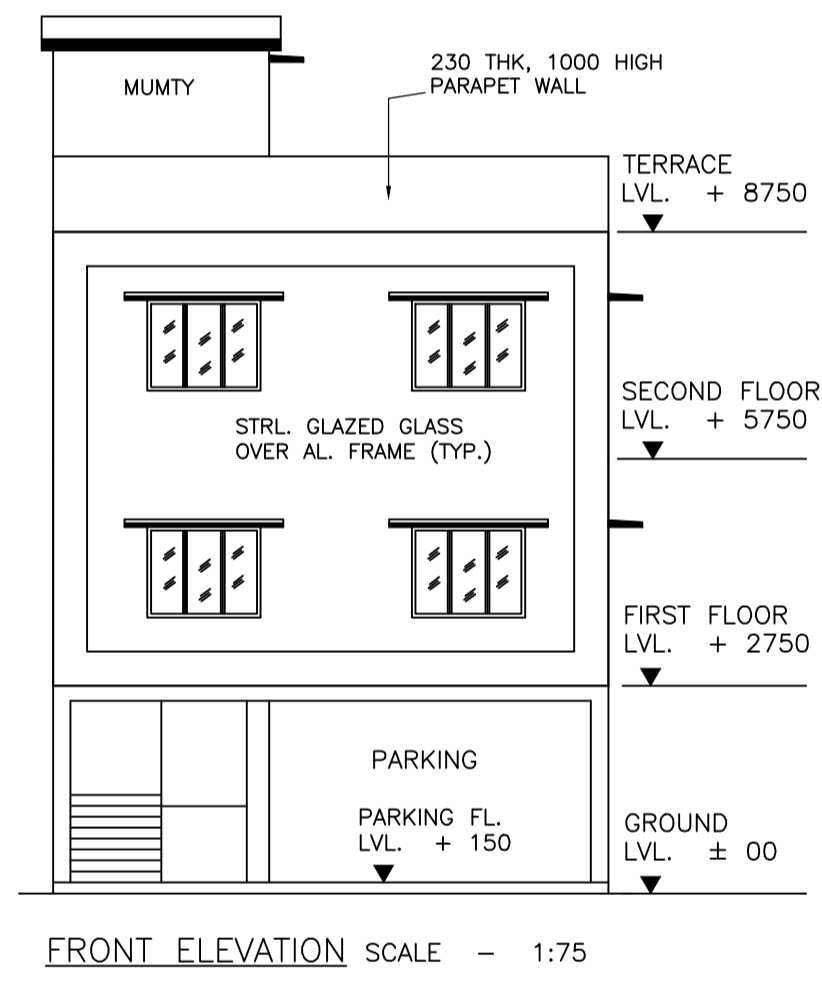 MUMTY
230 THK, 1000 HIGH
PARAPET WALL
TERRACE
LVL. + 8750
SECOND FLOOR
LVL. + 5750
STRL. GLAZED GLASS
OVER AL. FRAME (TYP.)
FIRST FLOOR
LVL. + 2750
PARKING
PARKING FL.
LVL. + 150
GROUND
LVL. ± 00
FRONT ELEVATION SCALE - 1:75